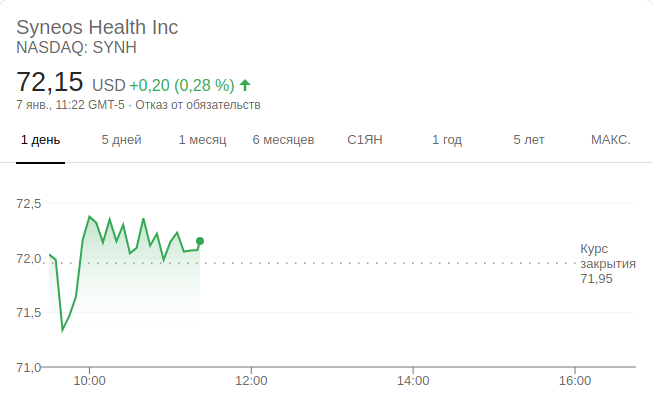 Syneos Health Inc
NASDAQ: SYNH
72,15 USD +0,20 (0,28 %)
7 янв., 11:22 GMT-5 · Отказ от обязательств
1 день 5 дней 1 месяц 6 месяцев С1ЯН 1 год 5 лет МАКС.
72,5
72,0
71,5
71,0
Курс
закрытия
71,95
10:00 12:00 14:00 16:00